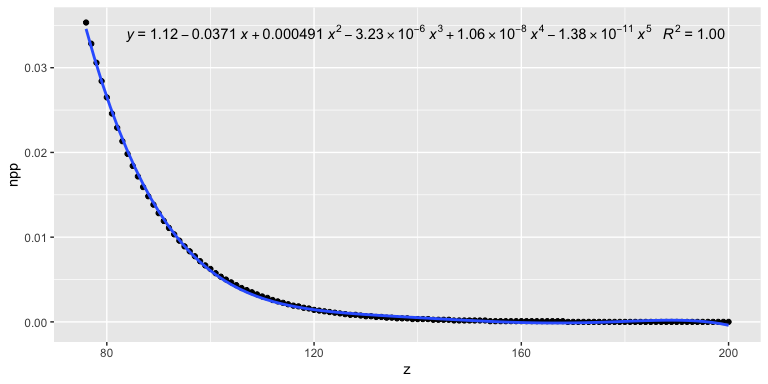 y = 1.12 − 0.0371 x + 0.000491 x² − 3.23 × 10⁻⁶ x³ + 1.06 × 10⁻⁸ x⁴ − 1.38 × 10⁻¹¹ x⁵ R² = 1.00
0.03
0.02
npp
0.01
0.00
80 120 160 200
z